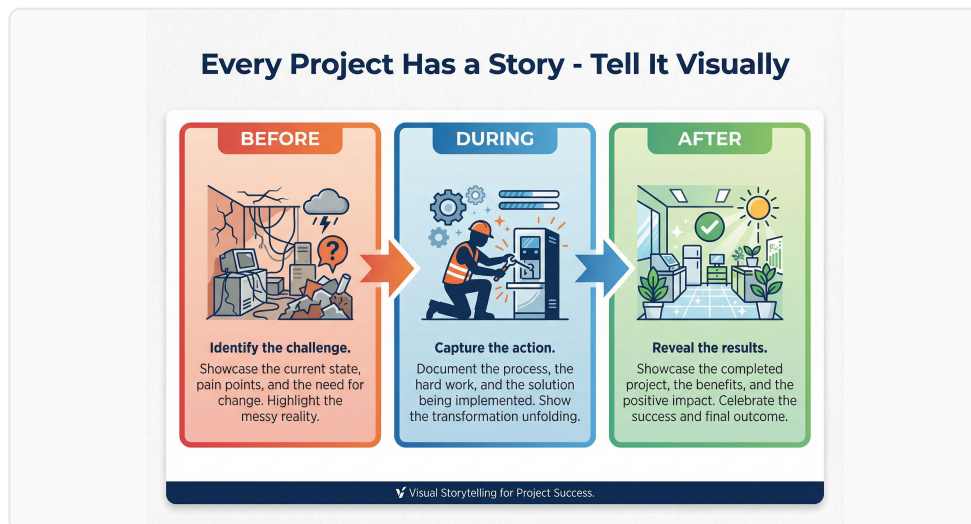 Every Project Has a Story - Tell It Visually
BEFORE
Identify the challenge.
Showcase the current state,
pain points, and the need for
change. Highlight the
messy reality.
DURING
Capture the action.
Document the process, the
hard work, and the solution
being implemented. Show
the transformation unfolding.
AFTER
Reveal the results.
Showcase the completed
project, the benefits, and the
positive impact. Celebrate the
success and final outcome.
?
Visual Storytelling for Project Success.